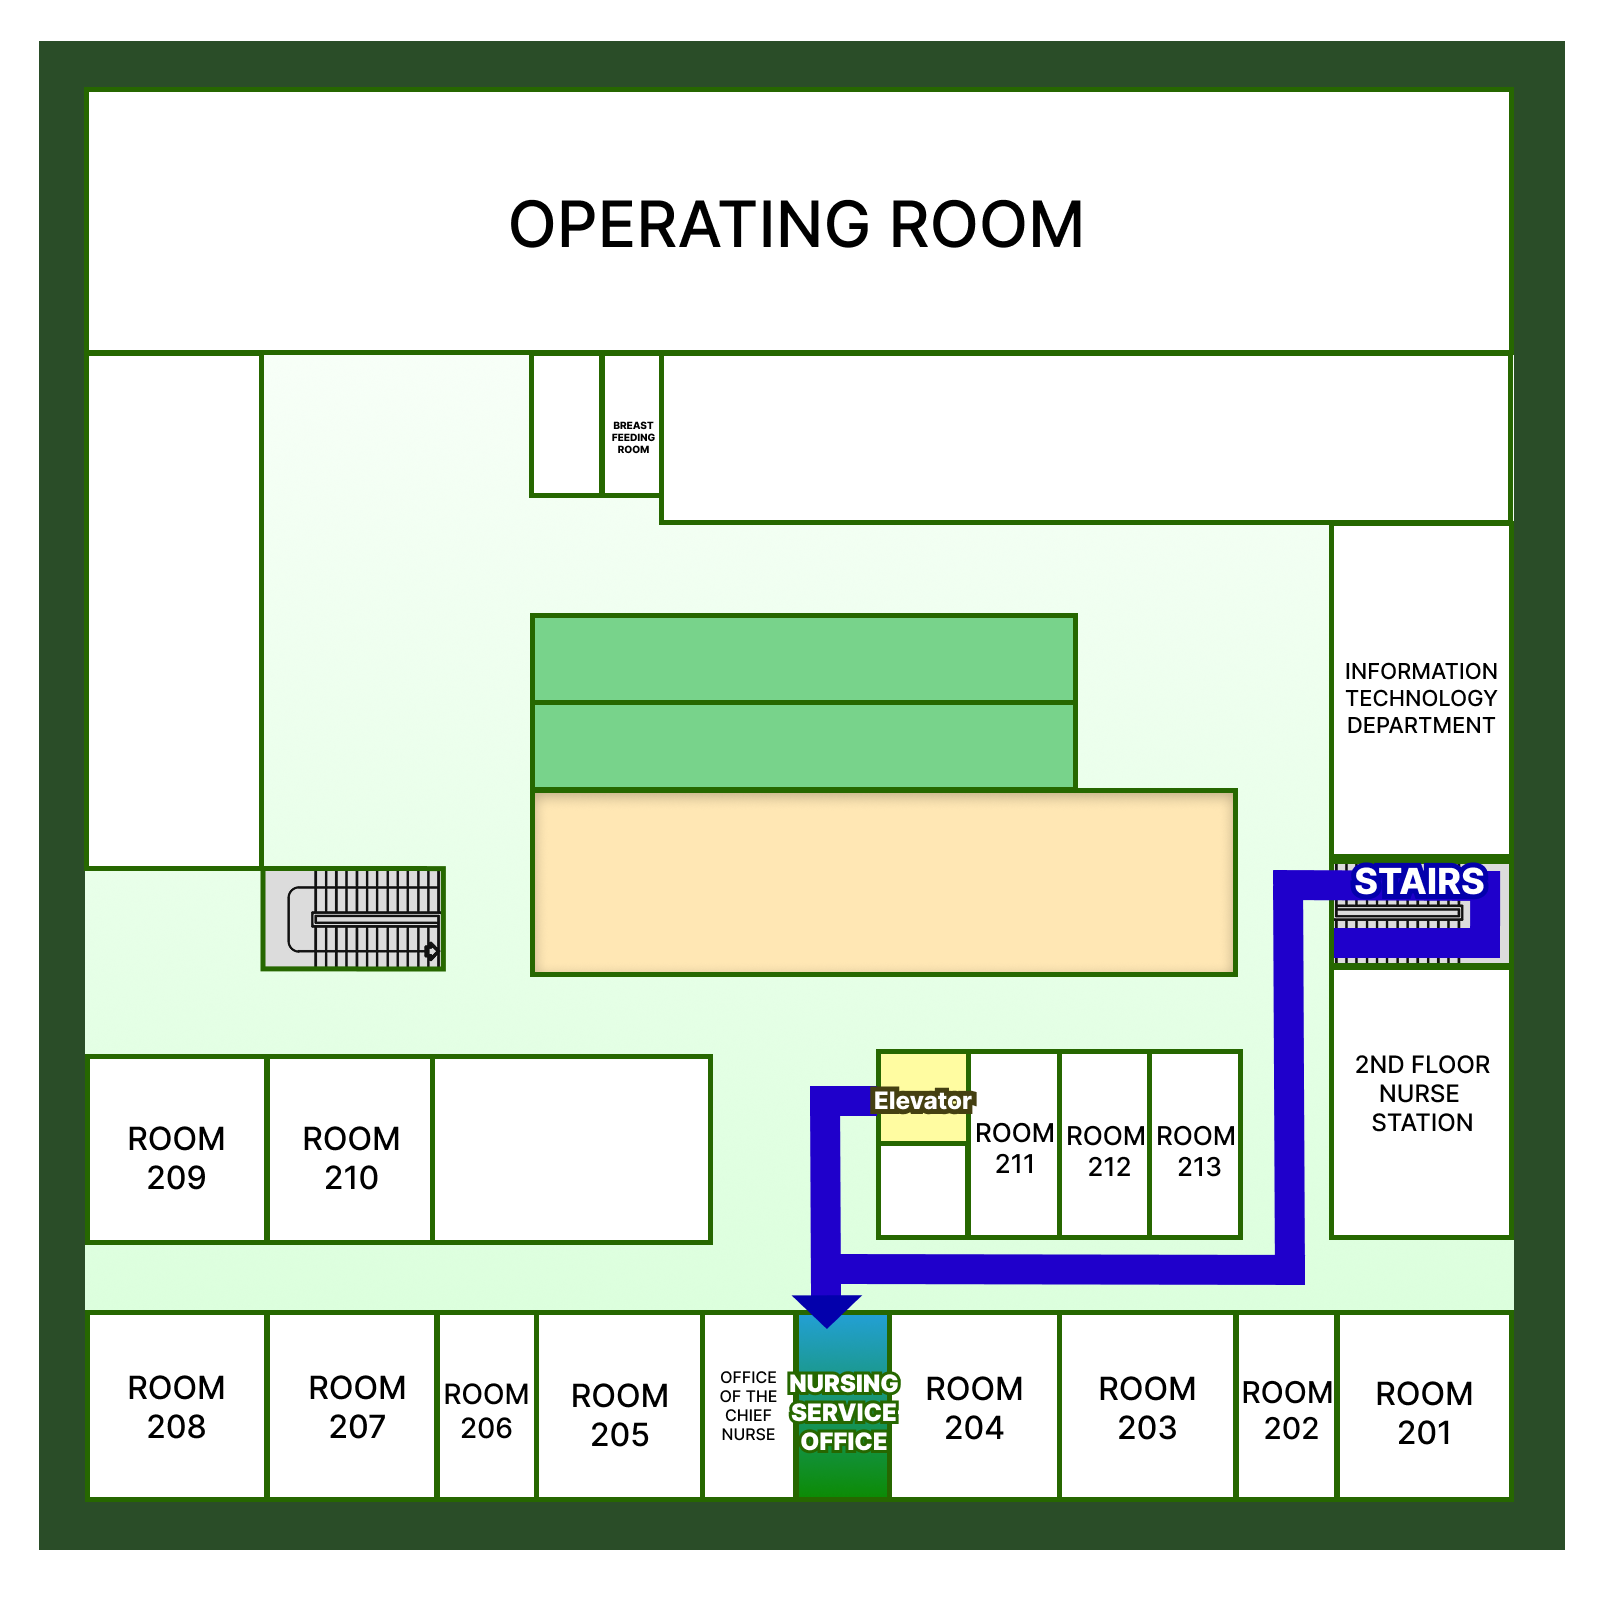 OPERATING ROOM
BREAST
FEEDING
ROOM
INFORMATION
TECHNOLOGY
DEPARTMENT
STAIRS
2ND FLOOR
NURSE
STATION
Elevator
ROOM
211
ROOM
212
ROOM
213
ROOM
209
ROOM
210
ROOM
208
ROOM
207
ROOM
206
ROOM
205
OFFICE
OF THE
CHIEF
NURSE
NURSING
SERVICE
OFFICE
ROOM
204
ROOM
203
ROOM
202
ROOM
201